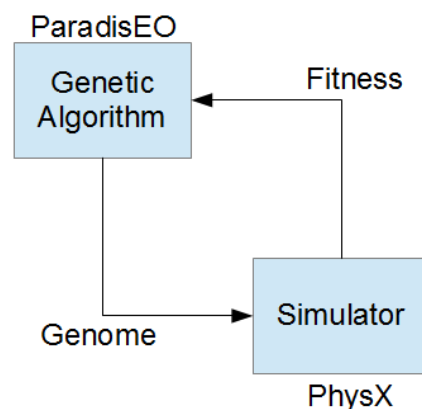 ParadisEO
Genetic
Algorithm
Fitness
Genome
Simulator
PhysX